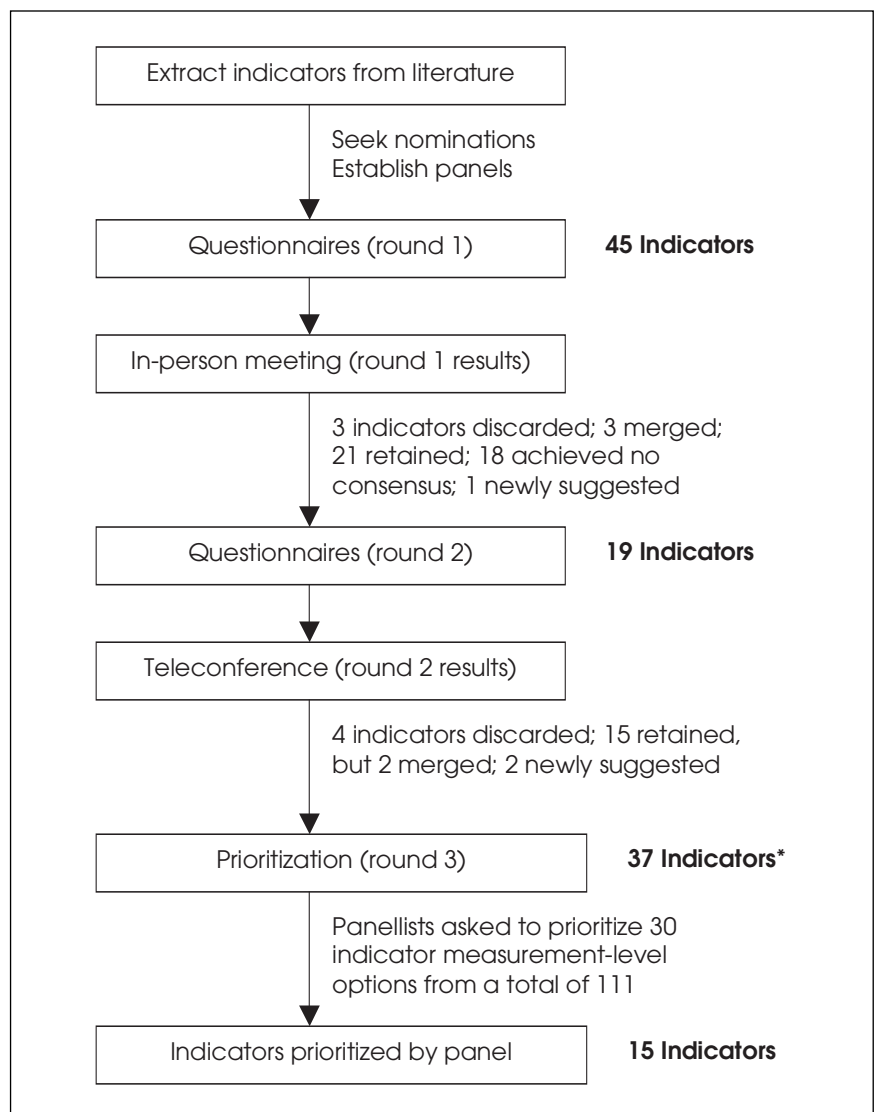 Extract indicators from literature
Seek nominations
Establish panels
Questionnaires (round 1)
45 Indicators
In-person meeting (round 1 results)
3 indicators discarded; 3 merged;
21 retained; 18 achieved no
consensus; 1 newly suggested
Questionnaires (round 2)
19 Indicators
Teleconference (round 2 results)
4 indicators discarded; 15 retained,
but 2 merged; 2 newly suggested
Prioritization (round 3)
37 Indicators*
Panellists asked to prioritize 30
indicator measurement-level
options from a total of 111
Indicators prioritized by panel
15 Indicators